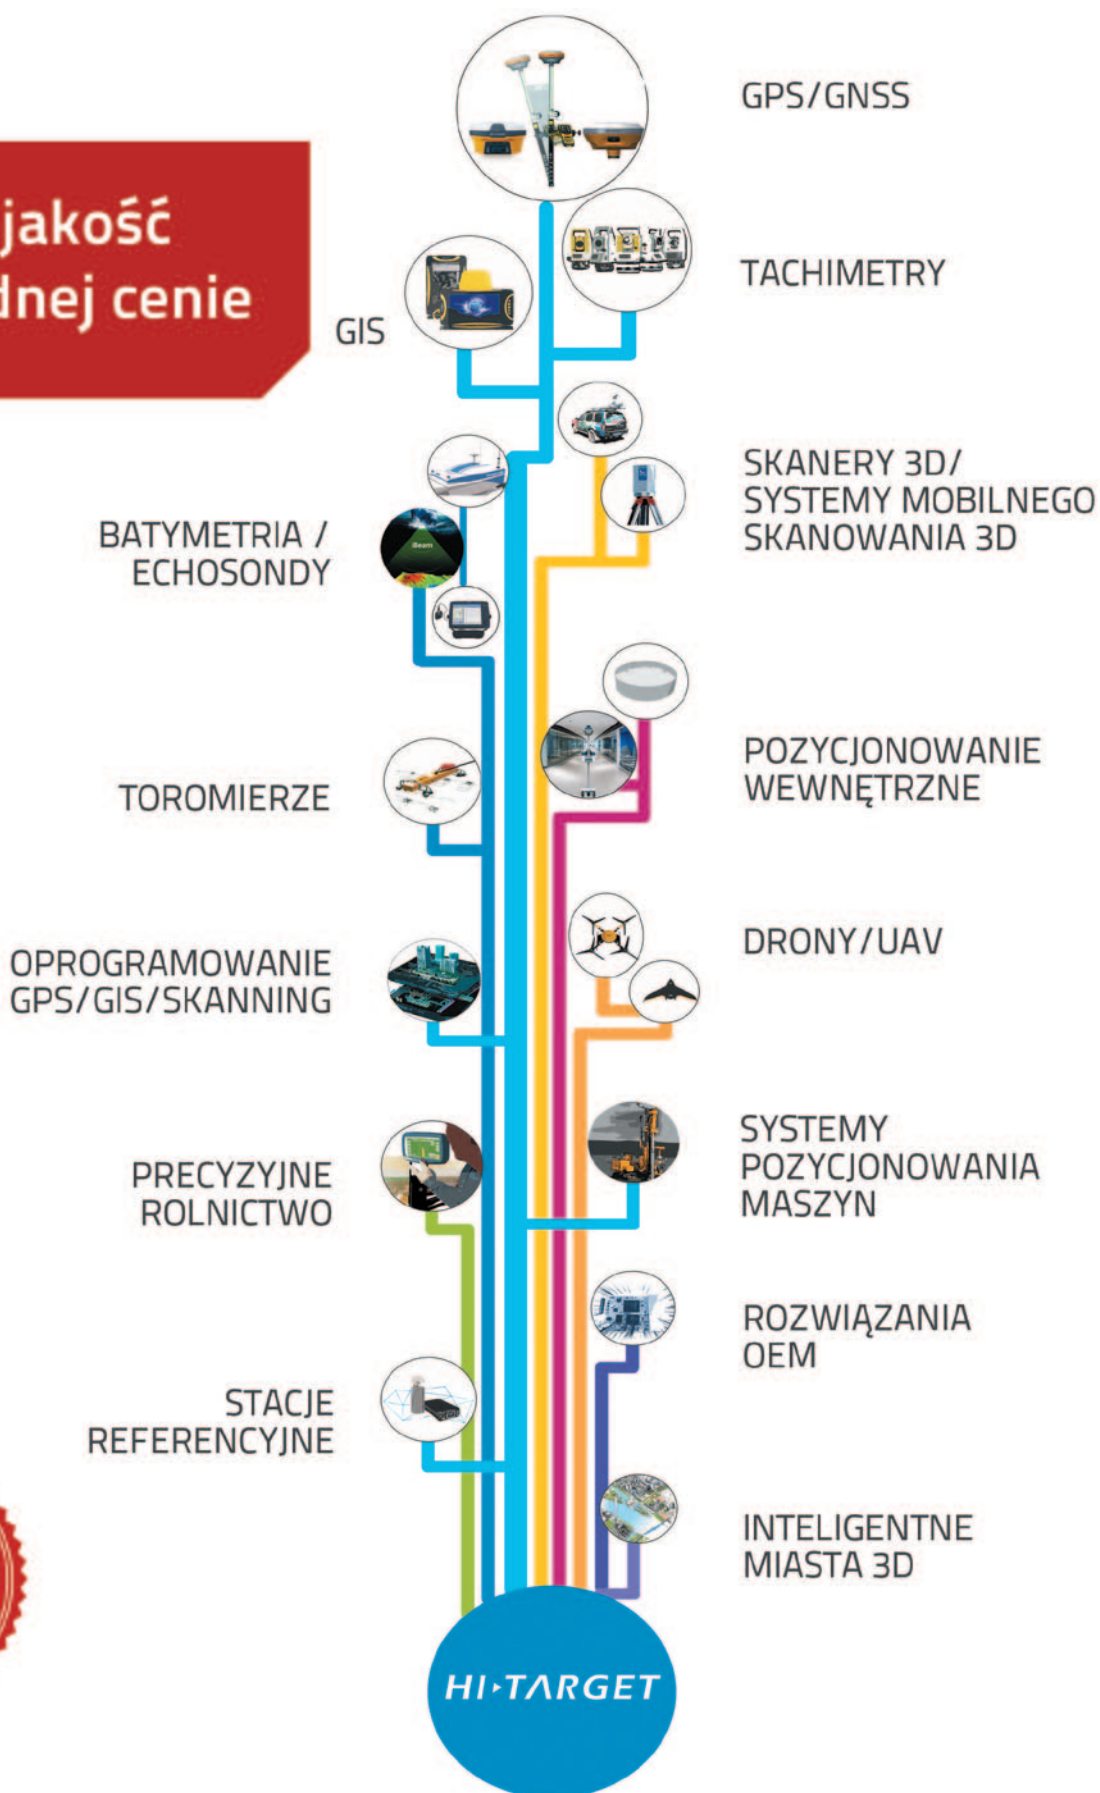 GPS/GNSS
jakość
dnej cenie
TACHIMETRY
GIS
SKANERY 3D/
SYSTEMY MOBILNEGO
SKANOWANIA 3D
BATYMETRIA /
ECHOSONDY
iBeam
POZYCJONOWANIE
WEWNĘTRZNE
TOROMIERZE
DRONY/UAV
OPROGRAMOWANIE
GPS/GIS/SKANNING
SYSTEMY
POZYCJONOWANIA
MASZYN
PRECYZYJNE
ROLNICTWO
ROZWIĄZANIA
OEM
STACJE
REFERENCYJNE
INTELIGENTNE
MIASTA 3D
HI▸TARGET